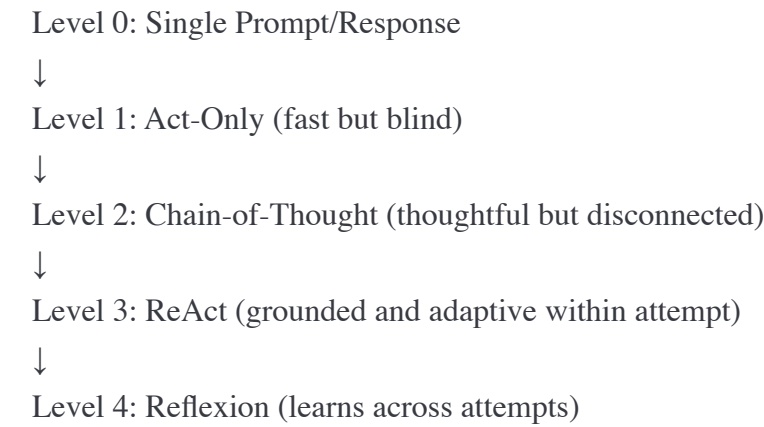 Level 0: Single Prompt/Response
↓
Level 1: Act-Only (fast but blind)
↓
Level 2: Chain-of-Thought (thoughtful but disconnected)
↓
Level 3: ReAct (grounded and adaptive within attempt)
↓
Level 4: Reflexion (learns across attempts)